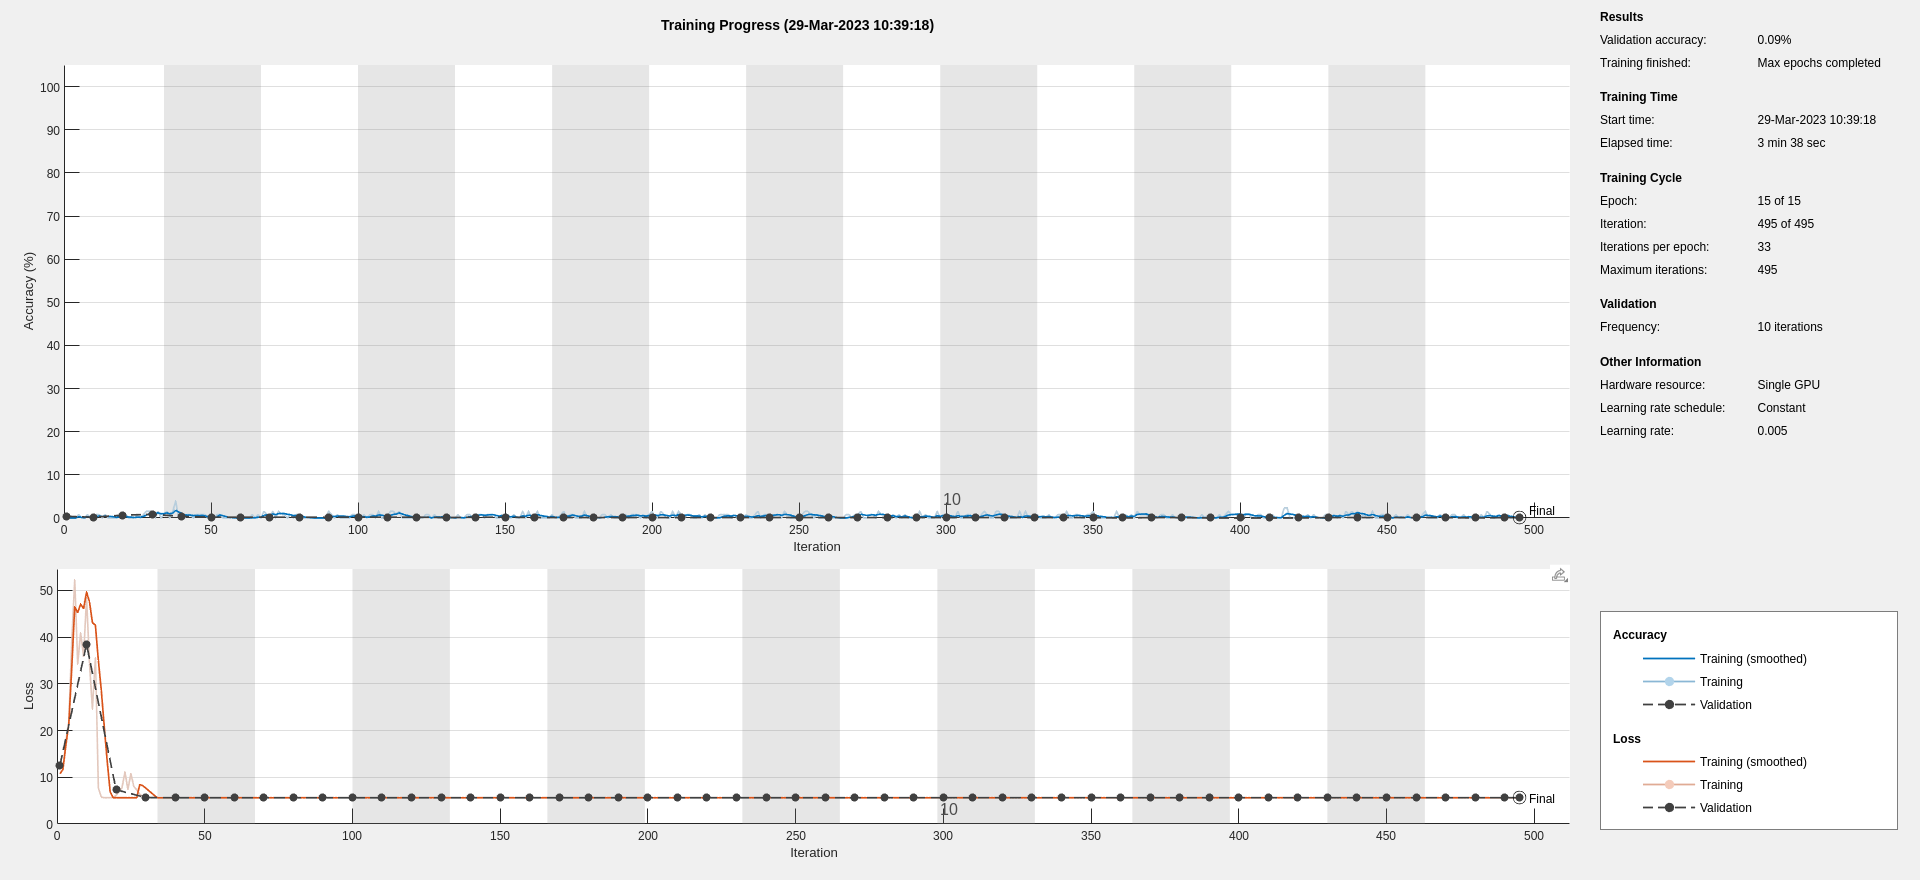 Training Progress (29-Mar-2023 10:39:18)
100
90
80
70
60
50
40
30
20
10
0
Accuracy (%)
10
Final
0 50 100 150 200 250 300 350 400 450 500
Iteration
50
40
30
20
10
0
Loss
10
Final
0 50 100 150 200 250 300 350 400 450 500
Iteration
Results
Validation accuracy: 0.09%
Training finished: Max epochs completed
Training Time
Start time: 29-Mar-2023 10:39:18
Elapsed time: 3 min 38 sec
Training Cycle
Epoch: 15 of 15
Iteration: 495 of 495
Iterations per epoch: 33
Maximum iterations: 495
Validation
Frequency: 10 iterations
Other Information
Hardware resource: Single GPU
Learning rate schedule: Constant
Learning rate: 0.005
Accuracy
Training (smoothed)
Training
Validation
Loss
Training (smoothed)
Training
Validation